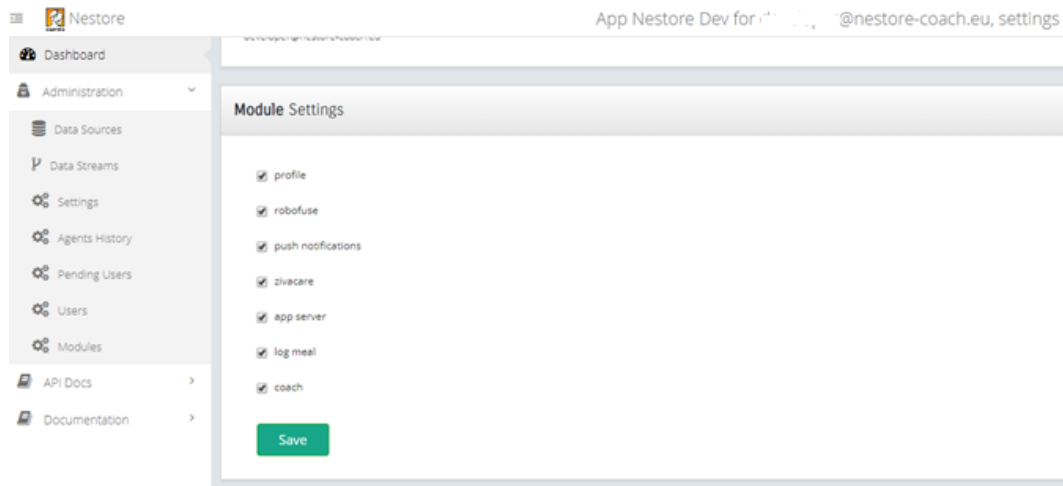 Nestore
App Nestore Dev for @nestore-coach.eu, settings
Dashboard
Administration
Data Sources
Data Streams
Settings
Agents History
Pending Users
Users
Modules
API Docs
Documentation
Module Settings
profile
robofuse
push notifications
zivacare
app server
log meal
coach
Save